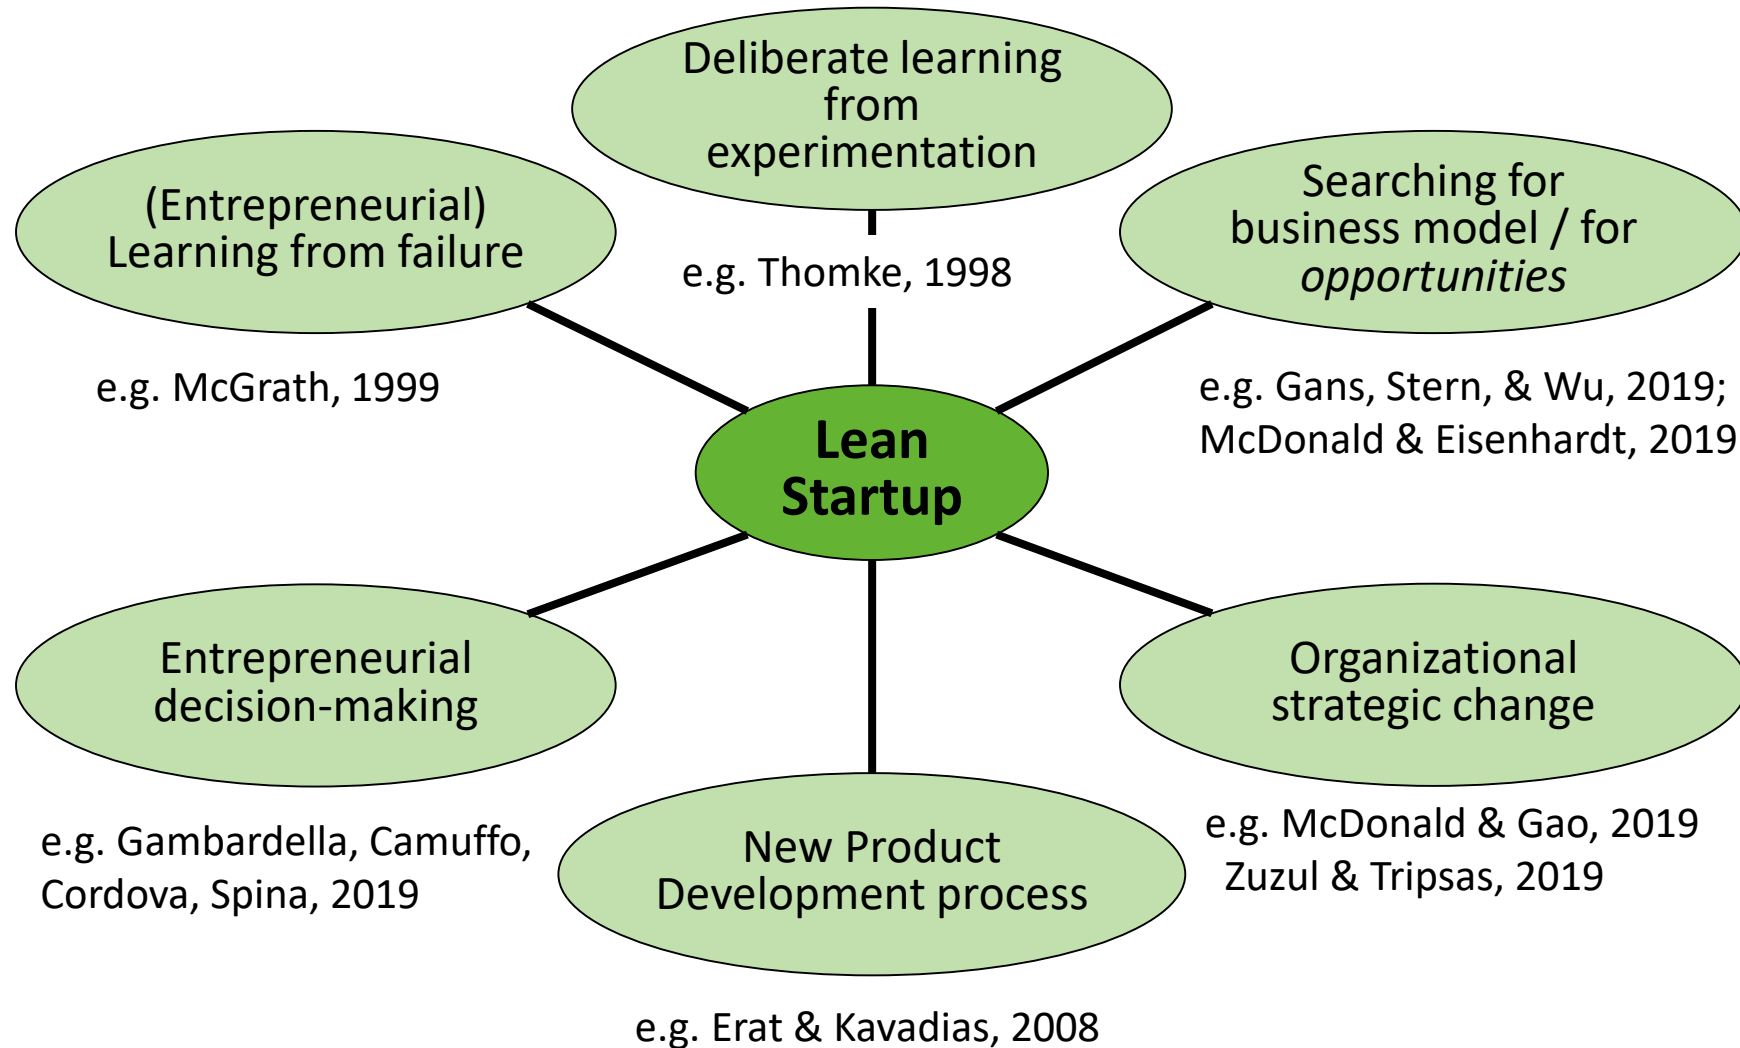 Deliberate learning
from
experimentation
(Entrepreneurial)
Learning from failure
Searching for
business model / for
opportunities
e.g. Thomke, 1998
e.g. McGrath, 1999
e.g. Gans, Stern, & Wu, 2019;
McDonald & Eisenhardt, 2019
Lean
Startup
Entrepreneurial
decision-making
Organizational
strategic change
e.g. Gambardella, Camuffo,
Cordova, Spina, 2019
New Product
Development process
e.g. McDonald & Gao, 2019
Zuzul & Tripsas, 2019
e.g. Erat & Kavadias, 2008